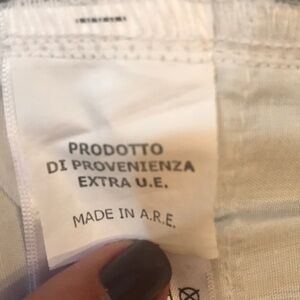 PRODOTTO
DI PROVENIENZA
EXTRA U.E.
MADE IN A.R.E.